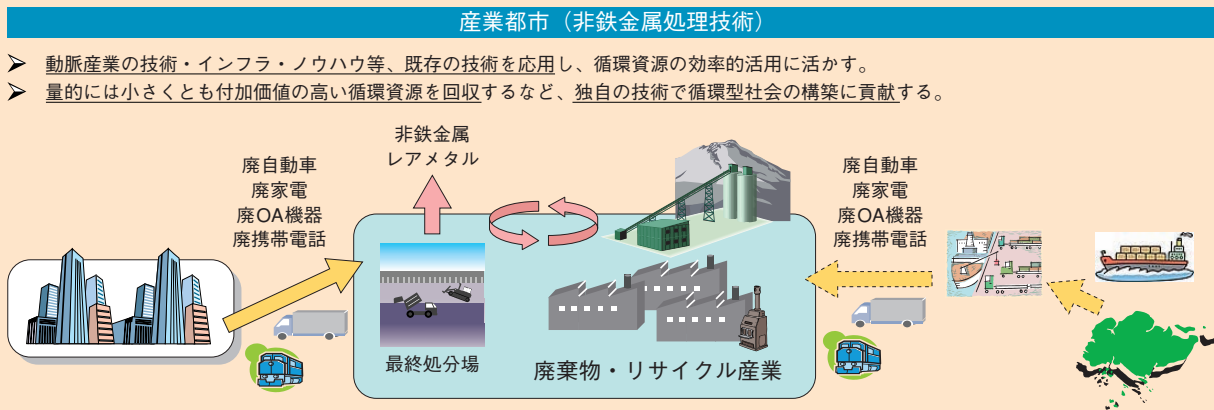 産業都市（非鉄金属処理技術）
➢ 動脈産業の技術・インフラ・ノウハウ等、既存の技術を応用し、循環資源の効率的活用に活かす。
➢ 量的には小さくとも付加価値の高い循環資源を回収するなど、独自の技術で循環型社会の構築に貢献する。
非鉄金属
レアメタル
廃自動車
廃家電
廃OA機器
廃携帯電話
廃自動車
廃家電
廃OA機器
廃携帯電話
最終処分場
廃棄物・リサイクル産業